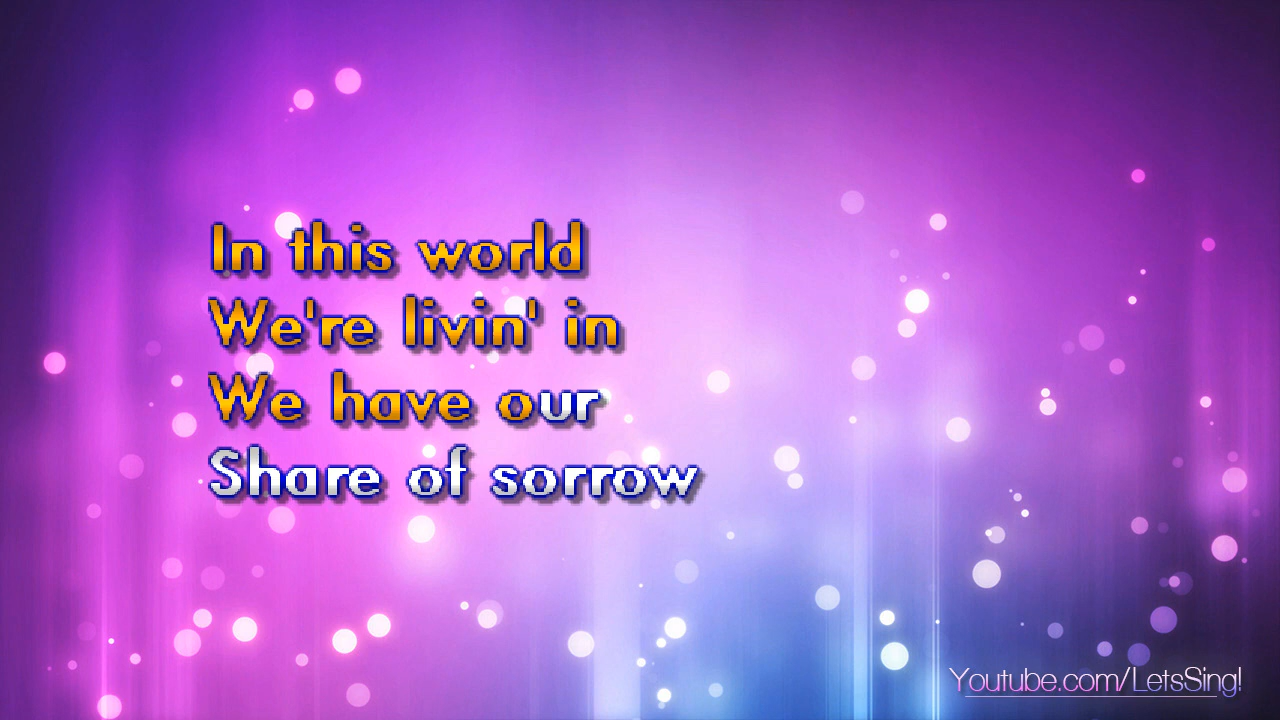 In this world
We're livin' in
We have our
Share of sorrow
Youtube.com/LetsSing!